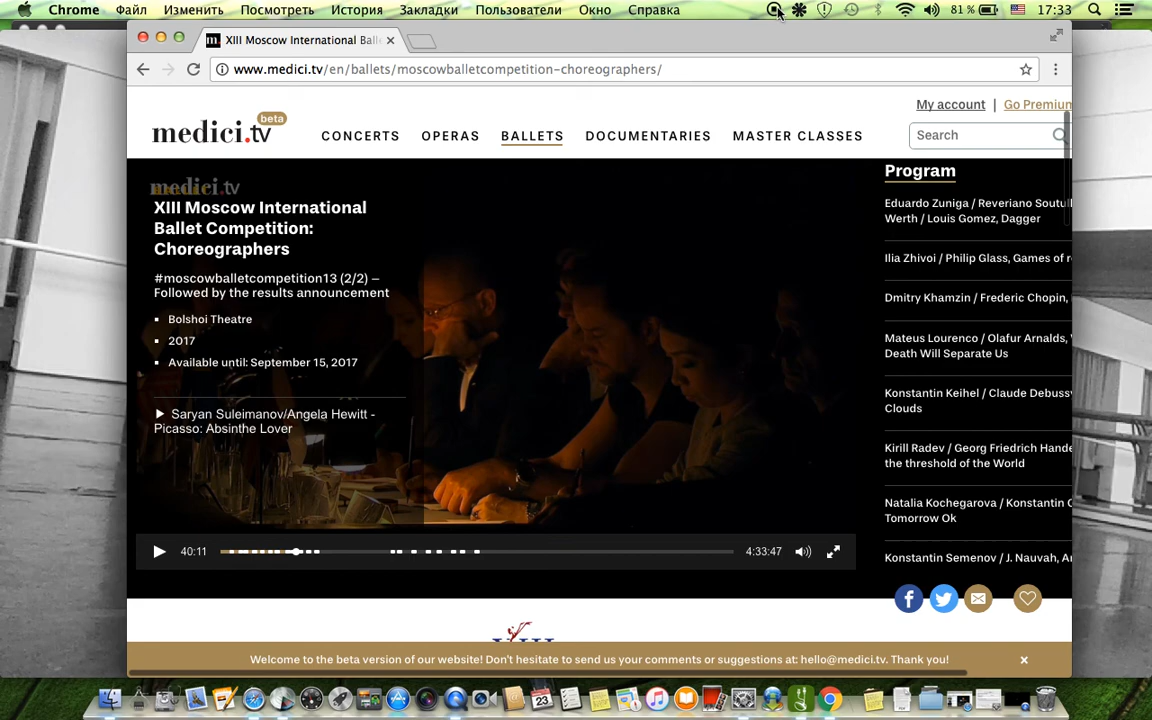 Chrome Файл Изменить Посмотреть История Закладки Пользователи Окно Справка 81 % 17:33
m. XIII Moscow International Ball
www.medici.tv/en/ballets/moscowballetcompetition-choreographers/
My account | Go Premium
beta
medici.tv CONCERTS OPERAS BALLETS DOCUMENTARIES MASTER CLASSES Search
medici.tv
XIII Moscow International
Ballet Competition:
Choreographers
#moscowballetcompetition13 (2/2) –
Followed by the results announcement
Bolshoi Theatre
2017
Available until: September 15, 2017
Saryan Suleimanov/Angela Hewitt -
Picasso: Absinthe Lover
40:11 4:33:47
Program
Eduardo Zuniga / Reveriano Soutul
Werth / Louis Gomez, Dagger
Ilia Zhivoi / Philip Glass, Games of
Dmitry Khamzin / Frederic Chopin,
Mateus Lourenco / Olafur Arnalds,
Death Will Separate Us
Konstantin Keihel / Claude Debuss
Clouds
Kirill Radev / Georg Friedrich Hande
the threshold of the World
Natalia Kochegarova / Konstantin
Tomorrow Ok
Konstantin Semenov / J. Nauvah,
XIII
Welcome to the beta version of our website! Don't hesitate to send us your comments or suggestions at: hello@medici.tv. Thank you!
23